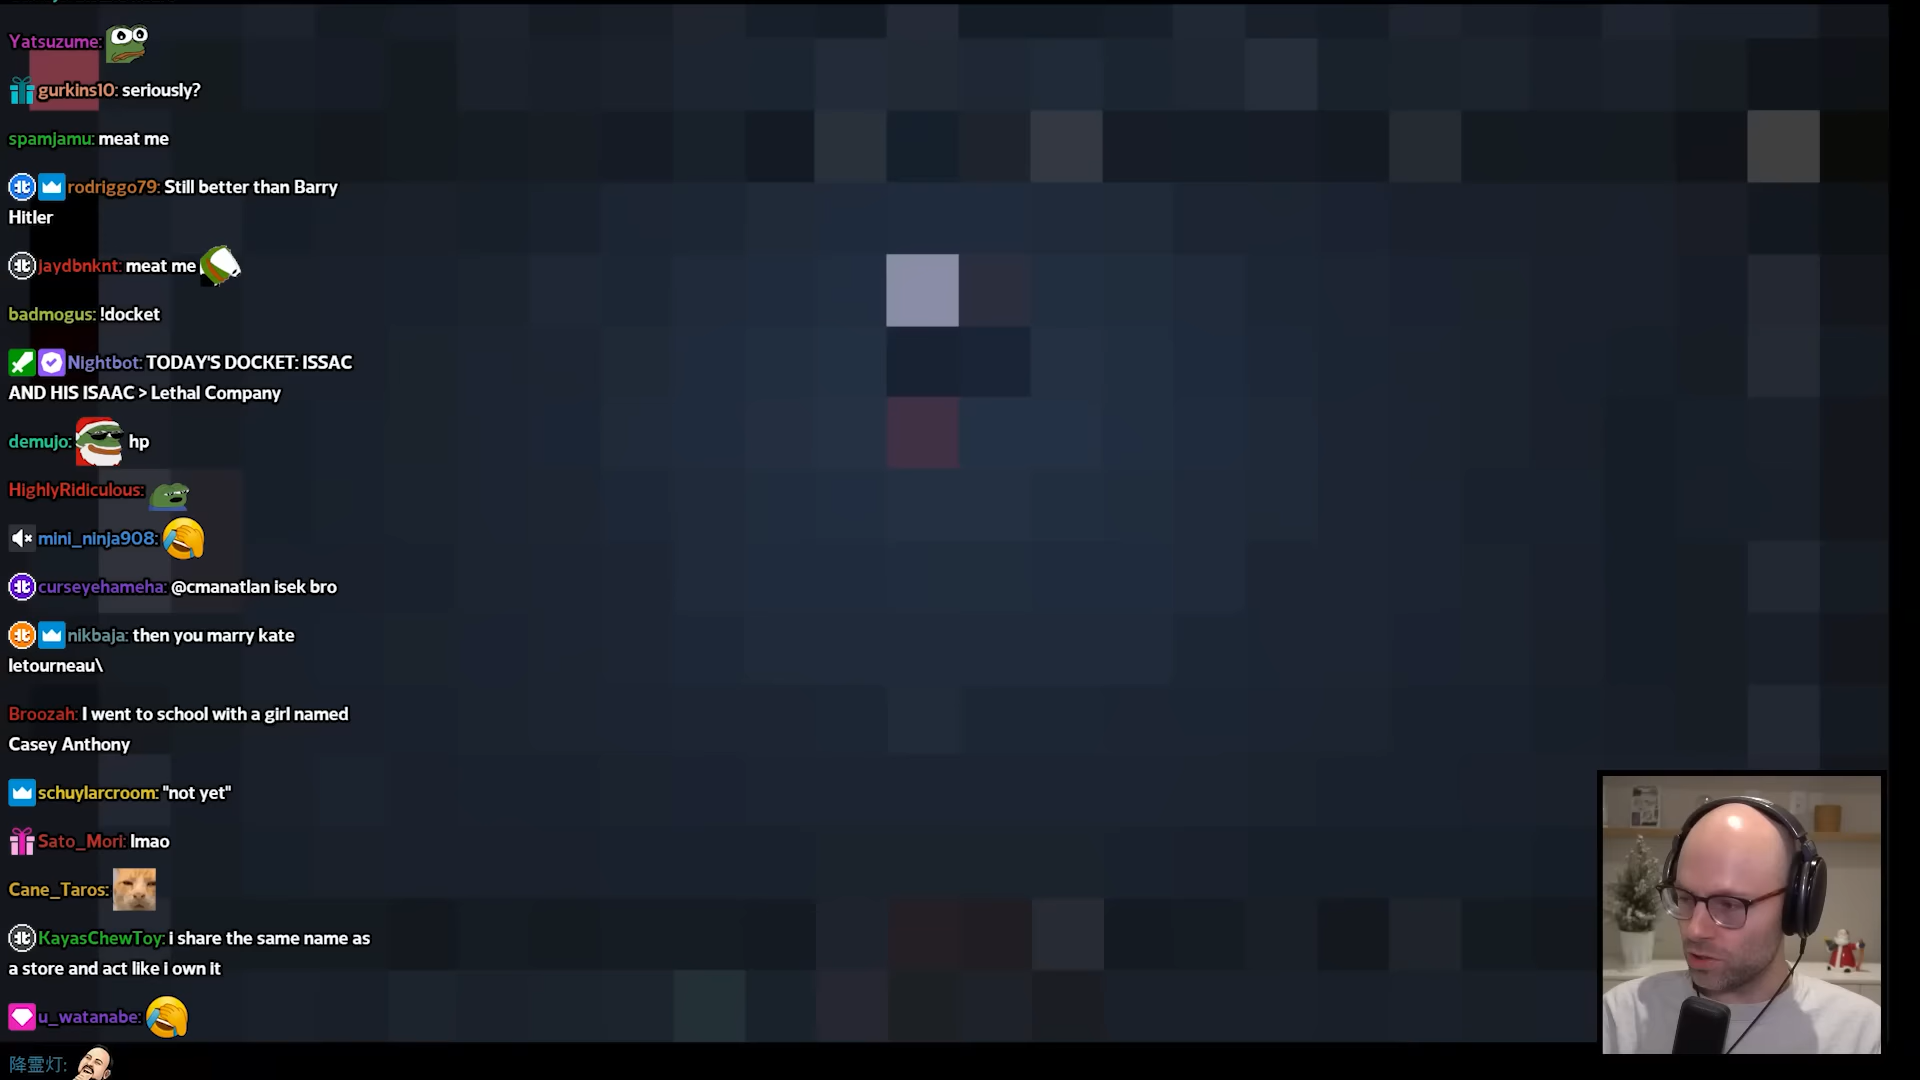 Yatsuzume:
gurkins10: seriously?
spamjamu: meat me
rodriggo79: Still better than Barry
Hitler
Jaydbnknt: meat me
badmogus: !docket
Nightbot: TODAY'S DOCKET: ISSAC
AND HIS ISAAC > Lethal Company
demujo: hp
HighlyRidiculous:
mini_ninja908:
curseyehameha: @cmanatlan isek bro
nikbaja: then you marry kate
letourneau\
Broozah: I went to school with a girl named
Casey Anthony
schuylarcroom: "not yet"
Sato_Mori: lmao
Cane_Taros:
KayasChewToy: i share the same name as
a store and act like I own it
u_watanabe:
降霊灯: